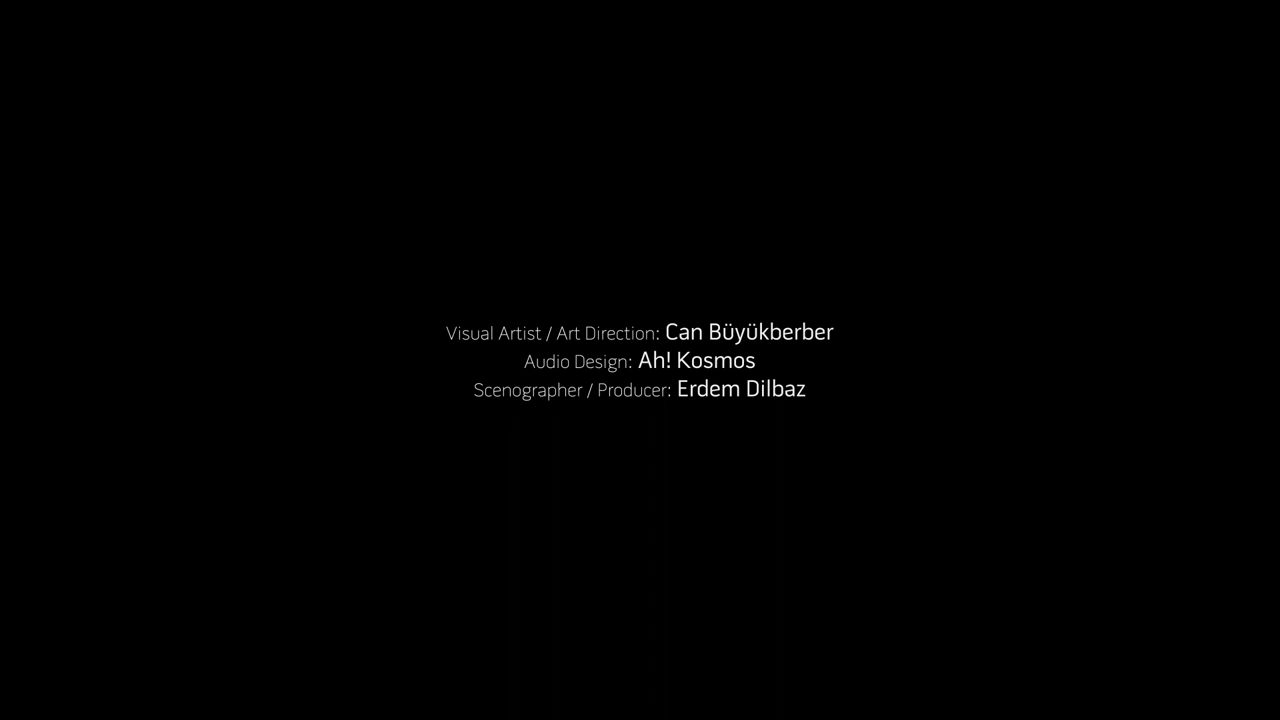 Visual Artist / Art Direction: Can Büyükberber
Audio Design: Ah! Kosmos
Scenographer / Producer: Erdem Dilbaz